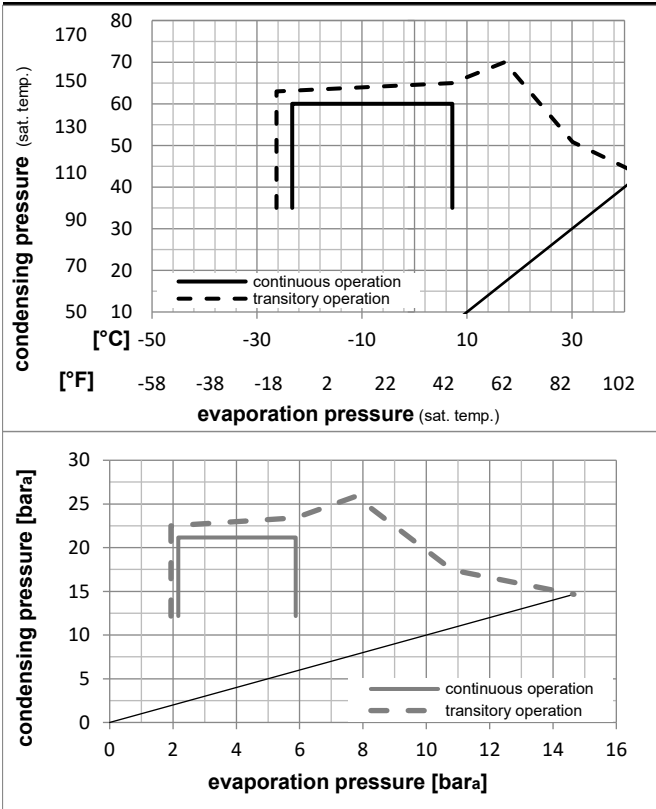 condensing pressure (sat. temp.)
170 80
70
150 60
130 50
110 40
90 30
70 20
50 10
continuous operation
transitory operation
[°C] -50 -30 -10 10 30
[°F] -58 -38 -18 2 22 42 62 82 102
evaporation pressure (sat. temp.)
condensing pressure [bara]
30
25
20
15
10
5
0
continuous operation
transitory operation
0 2 4 6 8 10 12 14 16
evaporation pressure [bara]